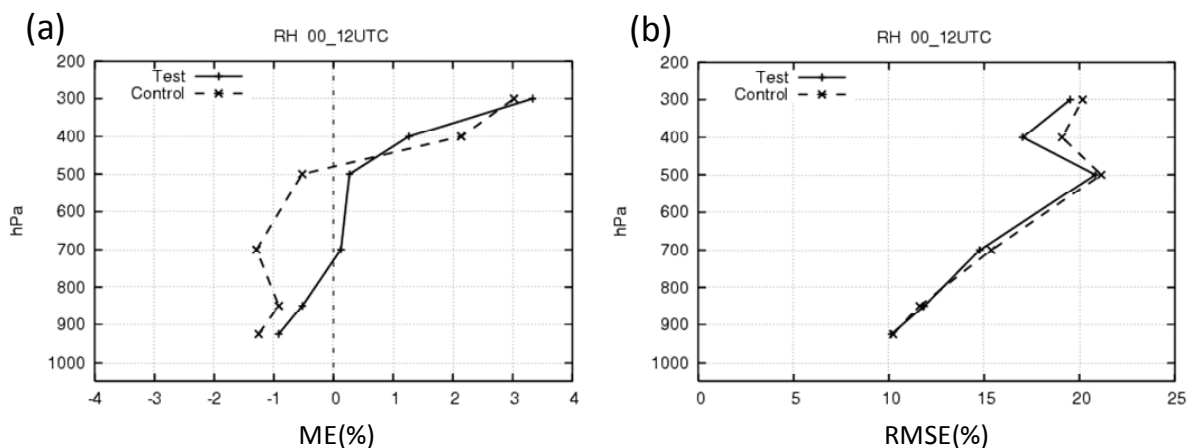 (a)
RH 00_12UTC
200
300
400
500
600
700
800
900
1000
hPa
Test
Control
-4 -3 -2 -1 0 1 2 3 4
ME(%)
(b)
RH 00_12UTC
200
300
400
500
600
700
800
900
1000
hPa
Test
Control
0 5 10 15 20 25
RMSE(%)